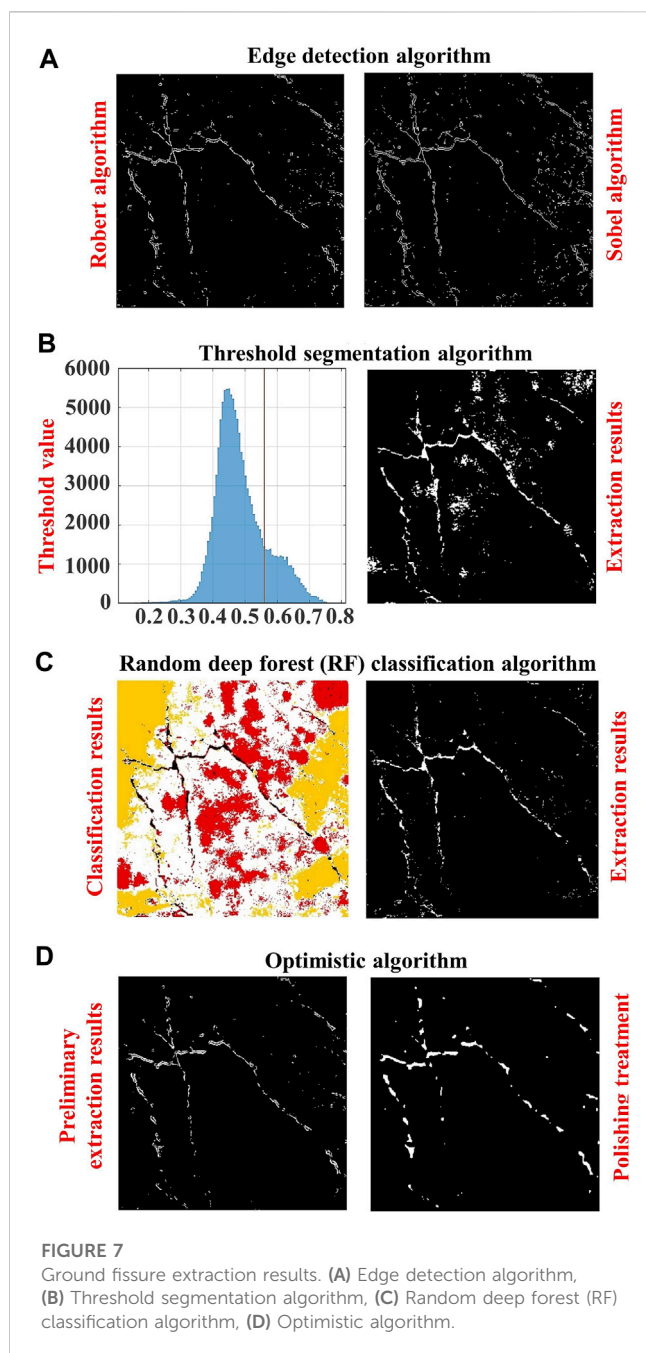 A
Edge detection algorithm
Robert algorithm
Sobel algorithm
B
Threshold segmentation algorithm
Threshold value
6000
5000
4000
3000
2000
1000
0
0.2 0.3 0.4 0.5 0.6 0.7 0.8
Extraction results
C
Random deep forest (RF) classification algorithm
Classification results
Extraction results
D
Optimistic algorithm
Preliminary
extraction results
Polishing treatment
FIGURE 7
Ground fissure extraction results. (A) Edge detection algorithm,
(B) Threshold segmentation algorithm, (C) Random deep forest (RF)
classification algorithm, (D) Optimistic algorithm.